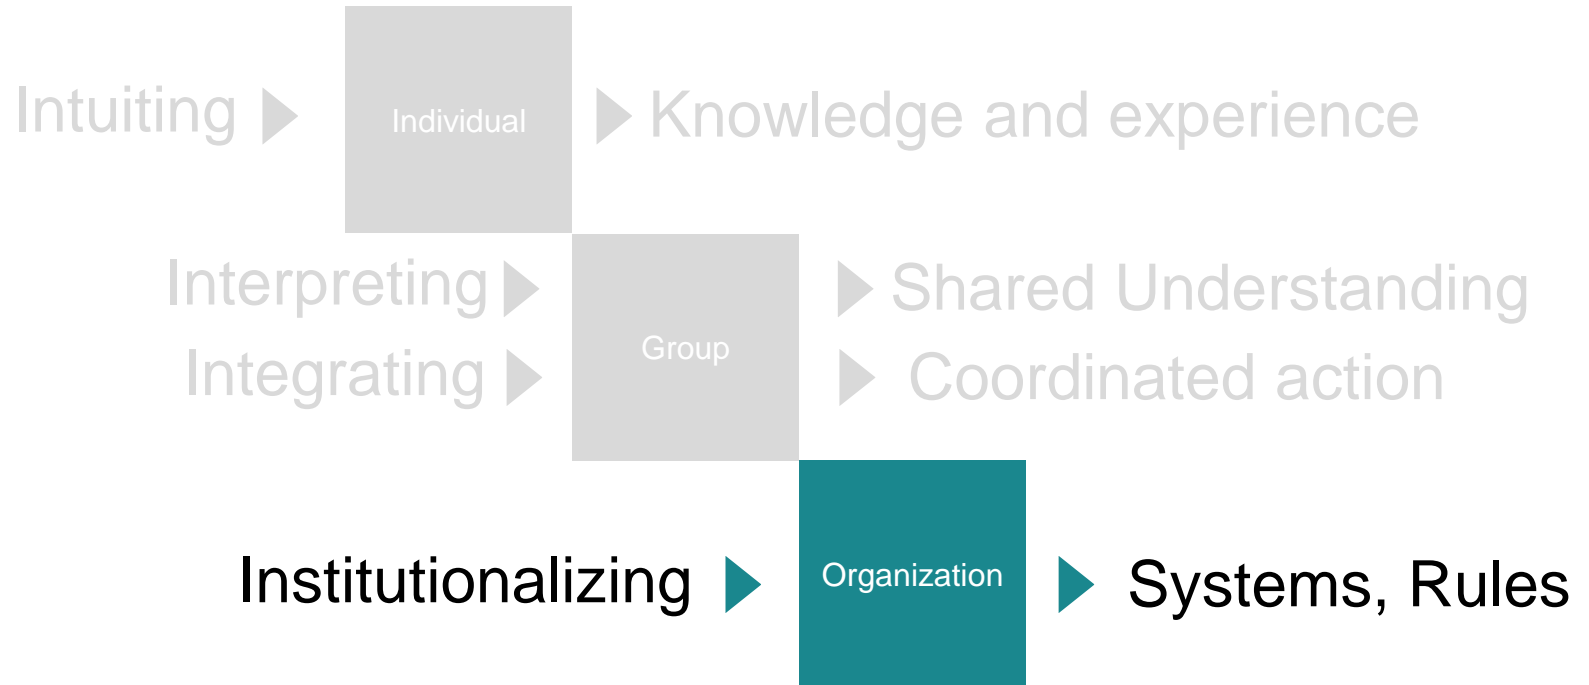 Intuiting
Individual
Knowledge and experience
Interpreting
Shared Understanding
Group
Integrating
Coordinated action
Institutionalizing
Organization
Systems, Rules